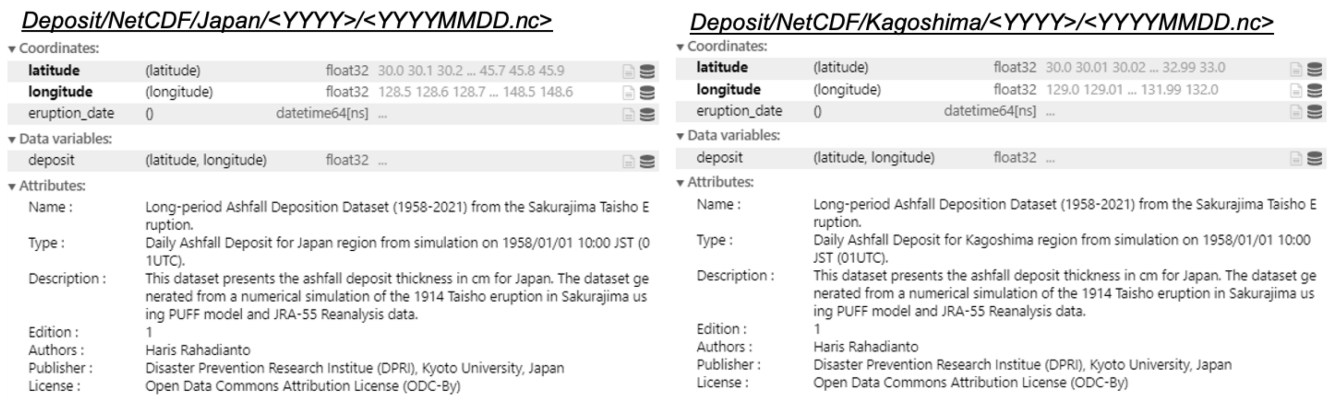 Deposit/NetCDF/Japan/<YYYY>/<YYYYMMDD.nc>
▾ Coordinates:
latitude (latitude) float32 30.0 30.1 30.2 ... 45.7 45.8 45.9
longitude (longitude) float32 128.5 128.6 128.7 ... 148.5 148.6
eruption_date () datetime64[ns] ...
▾ Data variables:
deposit (latitude, longitude) float32 ...
▾ Attributes:
Name : Long-period Ashfall Deposition Dataset (1958-2021) from the Sakurajima Taisho E
ruption.
Type : Daily Ashfall Deposit for Japan region from simulation on 1958/01/01 10:00 JST (0
1UTC).
Description : This dataset presents the ashfall deposit thickness in cm for Japan. The dataset ge
nerated from a numerical simulation of the 1914 Taisho eruption in Sakurajima us
ing PUFF model and JRA-55 Reanalysis data.
Edition : 1
Authors : Haris Rahadianto
Publisher : Disaster Prevention Research Institue (DPRI), Kyoto University, Japan
License : Open Data Commons Attribution License (ODC-By)
Deposit/NetCDF/Kagoshima/<YYYY>/<YYYYMMDD.nc>
▾ Coordinates:
latitude (latitude) float32 30.0 30.01 30.02 ... 32.99 33.0
longitude (longitude) float32 129.0 129.01 ... 131.99 132.0
eruption_date () datetime64[ns] ...
▾ Data variables:
deposit (latitude, longitude) float32 ...
▾ Attributes:
Name : Long-period Ashfall Deposition Dataset (1958-2021) from the Sakurajima Taisho E
ruption.
Type : Daily Ashfall Deposit for Kagoshima region from simulation on 1958/01/01 10:00
JST (01UTC).
Description : This dataset presents the ashfall deposit thickness in cm for Japan. The dataset ge
nerated from a numerical simulation of the 1914 Taisho eruption in Sakurajima us
ing PUFF model and JRA-55 Reanalysis data.
Edition : 1
Authors : Haris Rahadianto
Publisher : Disaster Prevention Research Institue (DPRI), Kyoto University, Japan
License : Open Data Commons Attribution License (ODC-By)